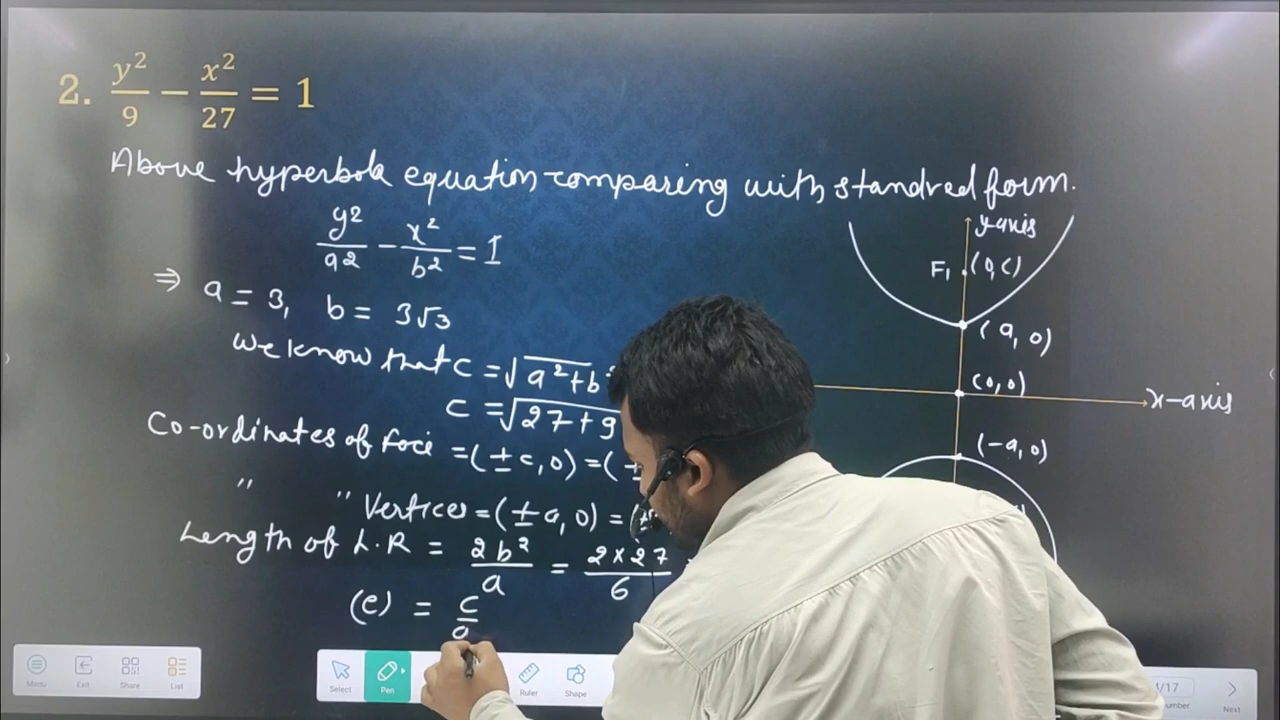 2. y²/9 − x²/27 = 1
Above hyperbola equation comparing with standred form.
y²/a² − x²/b² = 1
⇒ a = 3, b = 3√3
We know that c = √a²+b
c = √27+9
Co-ordinates of foci = (±c, 0) = (±
" " Vertices = (±a, 0) = (±
Length of L.R = 2b²/a = 2×27/6
(e) = c/a
y-axis
F₁ (0, c)
(a, 0)
(0, 0)
x-axis
(-a, 0)
Menu Exit Share List
Select Pen Ruler Shape
/17 Next